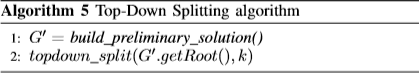 Algorithm 5 Top-Down Splitting algorithm
1: G′ = build_preliminary_solution()
2: topdown_split(G′.getRoot(), k)